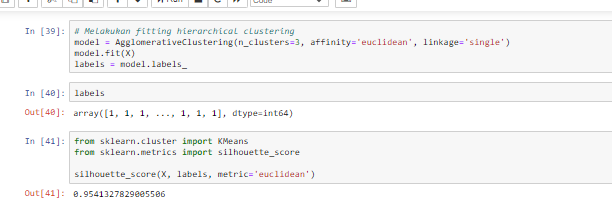 In [39]: # Melakukan fitting hierarchical clustering
model = AgglomerativeClustering(n_clusters=3, affinity='euclidean', linkage='single')
model.fit(X)
labels = model.labels_
In [40]: labels
Out[40]: array([1, 1, 1, ..., 1, 1, 1], dtype=int64)
In [41]: from sklearn.cluster import KMeans
from sklearn.metrics import silhouette_score
silhouette_score(X, labels, metric='euclidean')
Out[41]: 0.9541327829005506